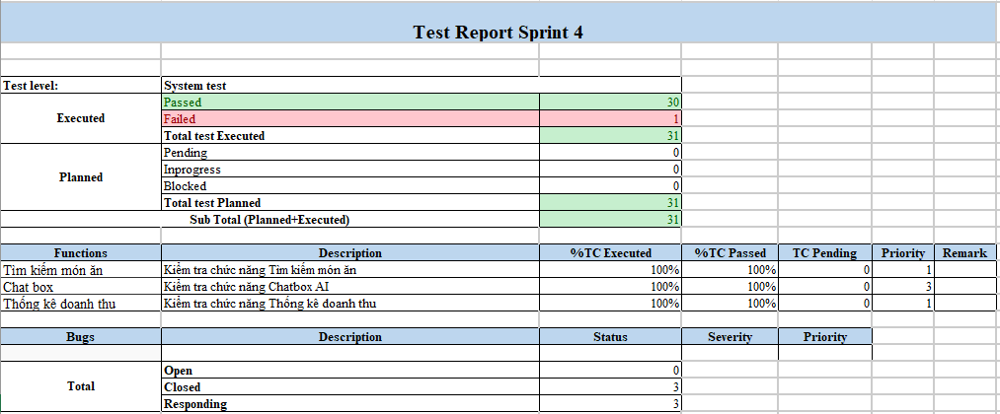 Test Report Sprint 4
Test level: System test
Executed
Passed 30
Failed 1
Total test Executed 31
Planned
Pending 0
Inprogress 0
Blocked 0
Total test Planned 31
Sub Total (Planned+Executed) 31
Functions Description %TC Executed %TC Passed TC Pending Priority Remark
Tìm kiếm món ăn Kiểm tra chức năng Tìm kiếm món ăn 100% 100% 0 1
Chat box Kiểm tra chức năng Chatbox AI 100% 100% 0 3
Thống kê doanh thu Kiểm tra chức năng Thống kê doanh thu 100% 100% 0 1
Bugs Description Status Severity Priority
Total
Open 0
Closed 3
Responding 3